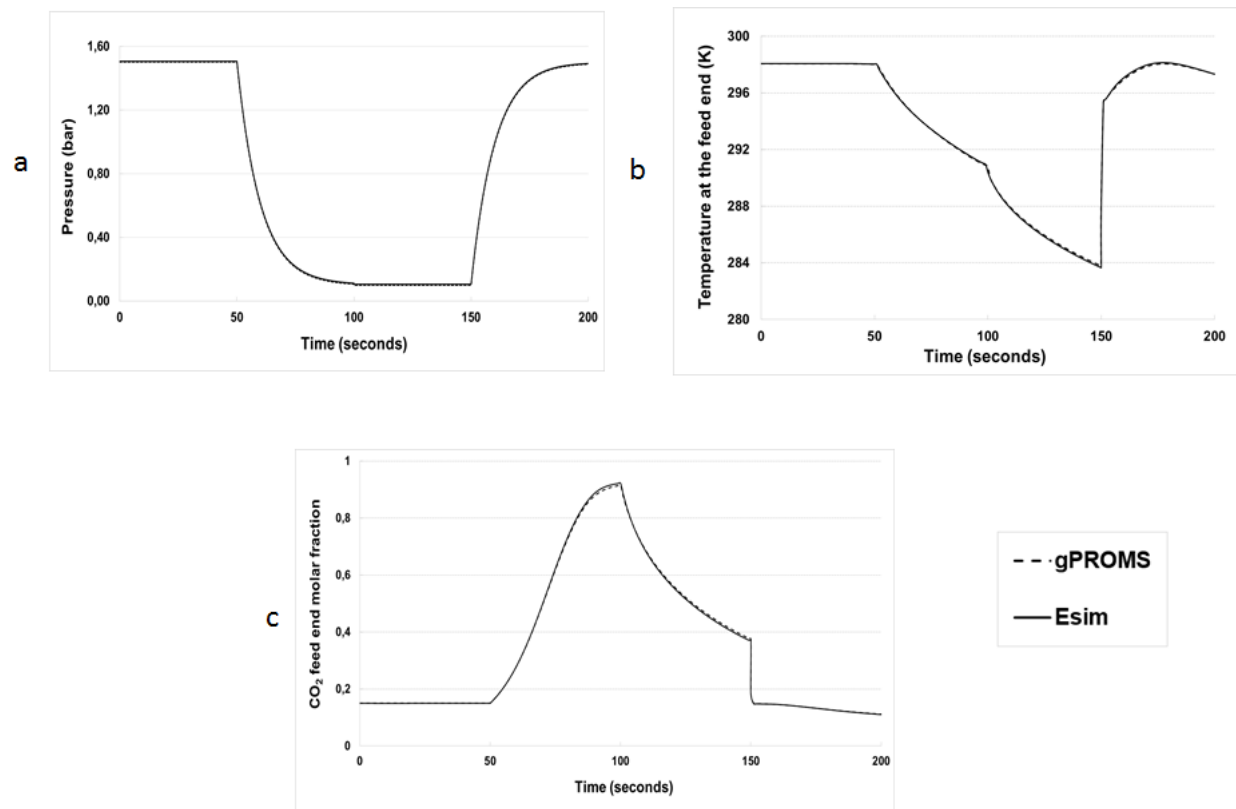 a
Pressure (bar)
1,60
1,20
0,80
0,40
0,00
0 50 100 150 200
Time (seconds)
b
Temperature at the feed end (K)
300
296
292
288
284
280
0 50 100 150 200
Time (seconds)
c
CO₂ feed end molar fraction
1
0,8
0,6
0,4
0,2
0
0 50 100 150 200
Time (seconds)
gPROMS
Esim